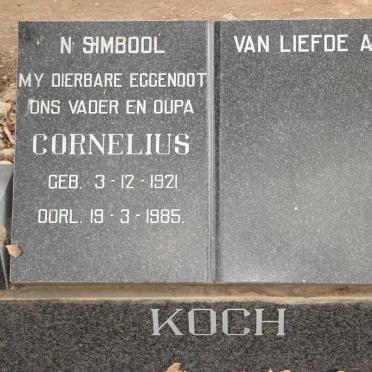 N SIMBOOL VAN LIEFDE A
MY DIERBARE EGGENOOT
ONS VADER EN OUPA
CORNELIUS
GEB. 3-12-1921
OORL. 19-3-1985.
KOCH